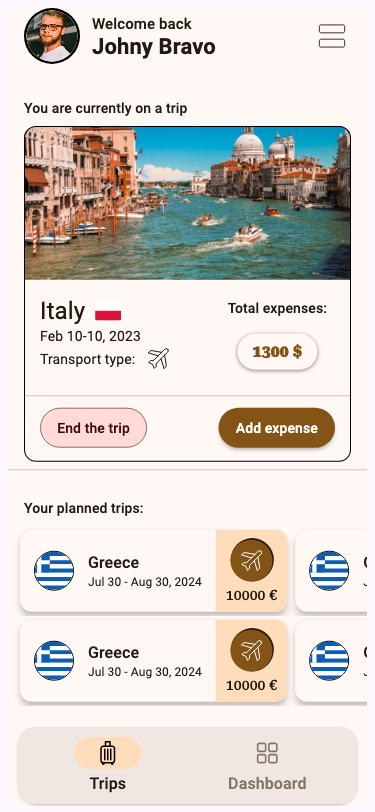 Welcome back
Johny Bravo
You are currently on a trip
Italy
Feb 10-10, 2023
Transport type:
Total expenses:
1300 $
End the trip
Add expense
Your planned trips:
Greece
Jul 30 - Aug 30, 2024
10000 €
Greece
Jul 30 - Aug 30, 2024
10000 €
Trips
Dashboard